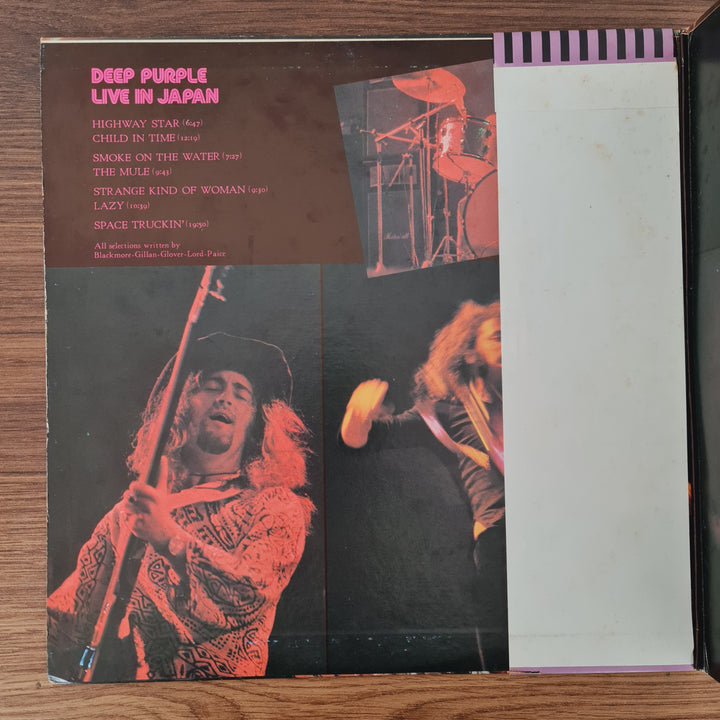 DEEP PURPLE
LIVE IN JAPAN
HIGHWAY STAR (6:47)
CHILD IN TIME (12:19)
SMOKE ON THE WATER (7:27)
THE MULE (9:43)
STRANGE KIND OF WOMAN (9:30)
LAZY (10:39)
SPACE TRUCKIN' (19:50)
All selections written by
Blackmore-Gillan-Glover-Lord-Paice
Marshall